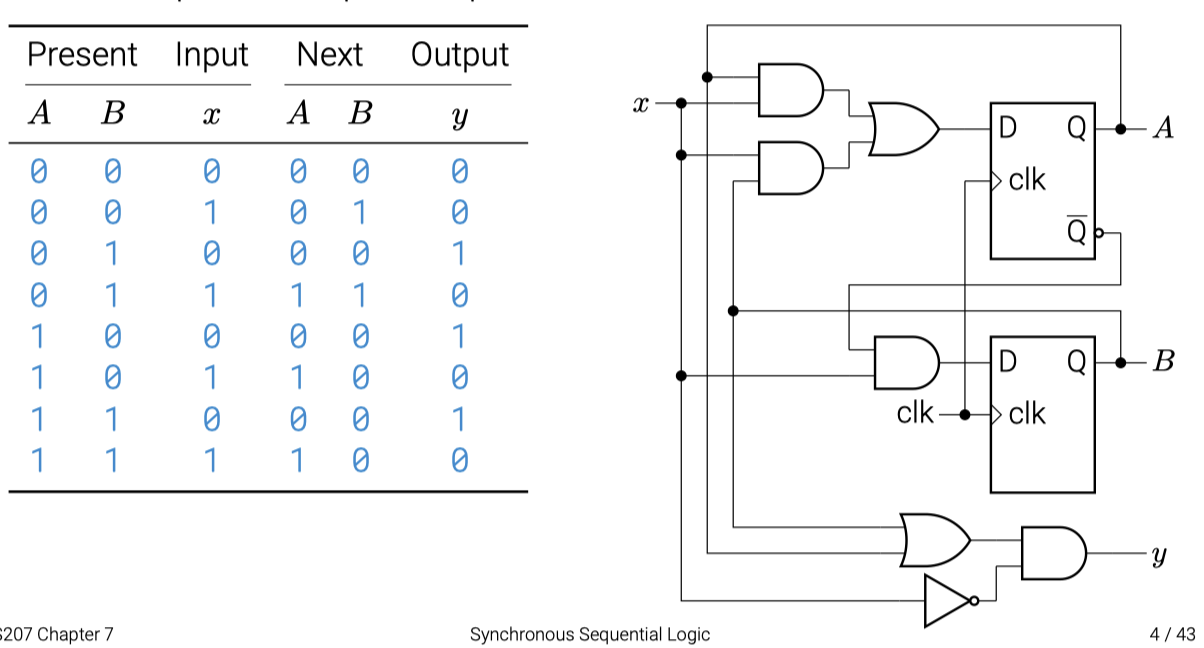 Present Input Next Output
A B x A B y
0 0 0 0 0 0
0 0 1 0 1 0
0 1 0 0 0 1
0 1 1 1 1 0
1 0 0 0 0 1
1 0 1 1 0 0
1 1 0 0 0 1
1 1 1 1 0 0
x
D Q A
clk
Q̅
D Q B
clk clk
y
S207 Chapter 7
Synchronous Sequential Logic
4 / 43